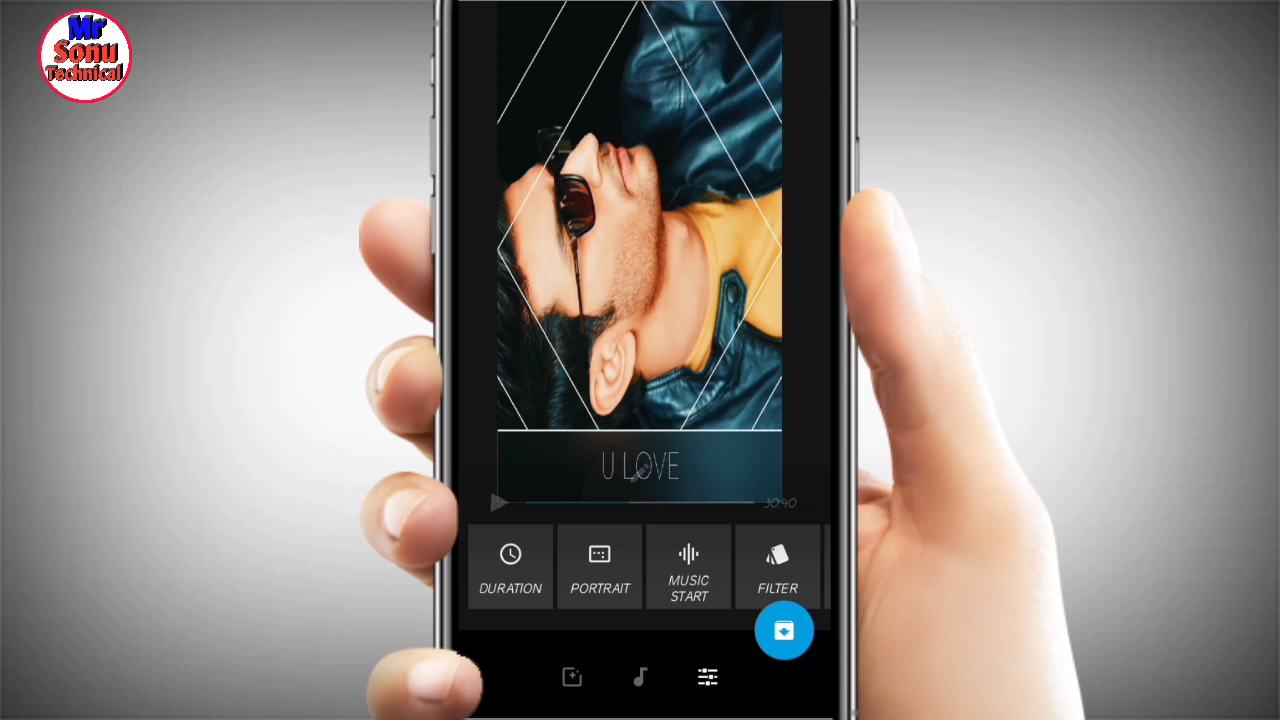 Mr
Sonu
Technical
U LOVE
30:40
DURATION
PORTRAIT
MUSIC
START
FILTER